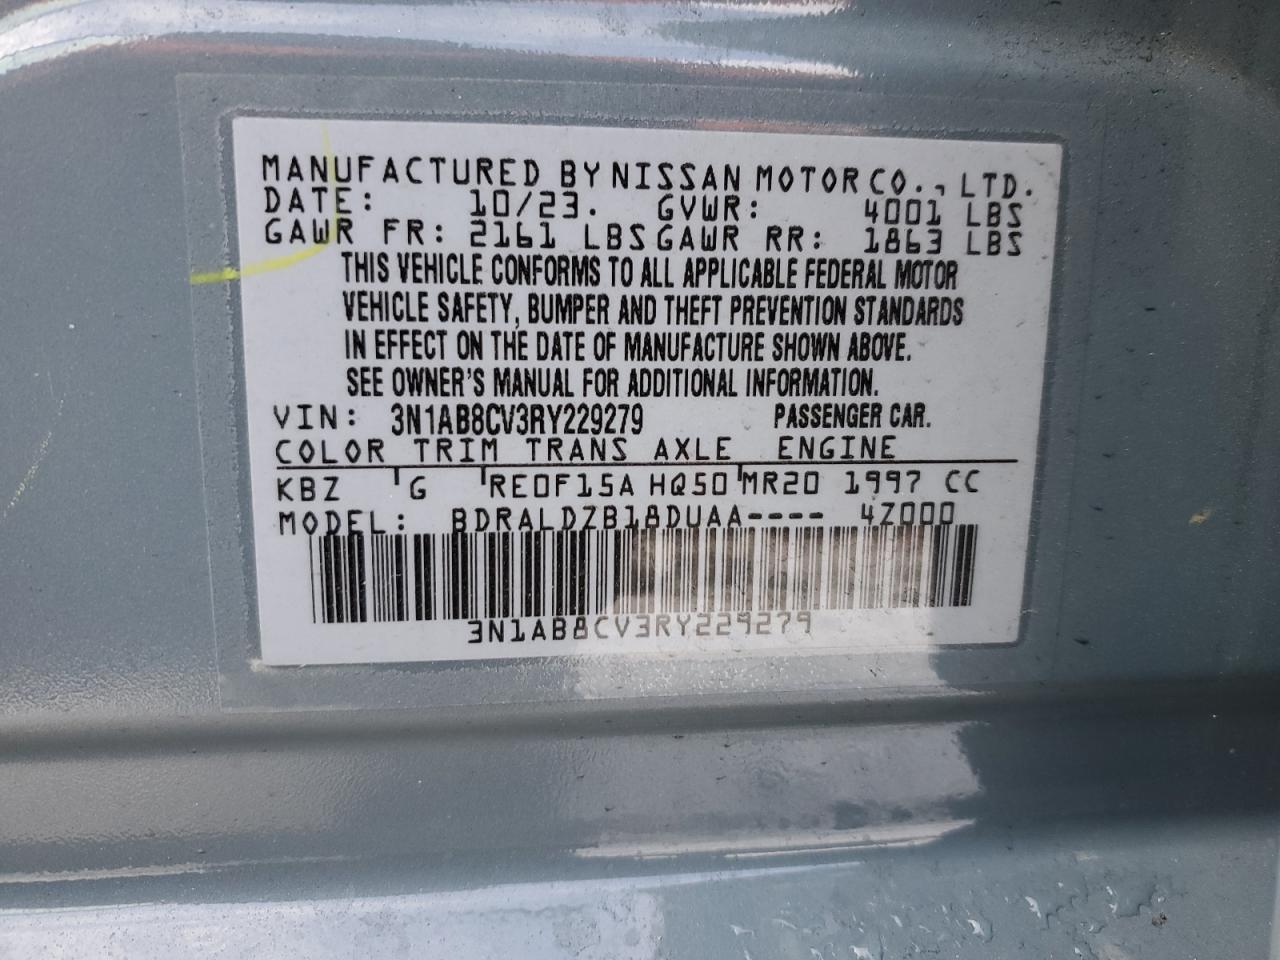 MANUFACTURED BY NISSAN MOTOR CO., LTD.
DATE: 10/23. GVWR: 4001 LBS
GAWR FR: 2161 LBS GAWR RR: 1863 LBS
THIS VEHICLE CONFORMS TO ALL APPLICABLE FEDERAL MOTOR
VEHICLE SAFETY, BUMPER AND THEFT PREVENTION STANDARDS
IN EFFECT ON THE DATE OF MANUFACTURE SHOWN ABOVE.
SEE OWNER'S MANUAL FOR ADDITIONAL INFORMATION.
VIN: 3N1AB8CV3RY229279 PASSENGER CAR.
COLOR TRIM TRANS AXLE ENGINE
KBZ G RE0F15A HQ50 MR20 1997 CC
MODEL: BDRALDZB18DUAA---- 4Z000
3N1AB8CV3RY229279